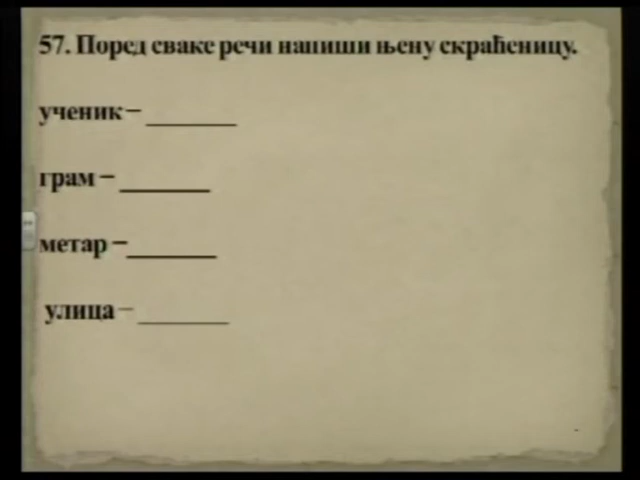 57. Поред сваке речи напиши њену скраћеницу.
ученик – _______
грам – _______
метар –_______
улица – _______